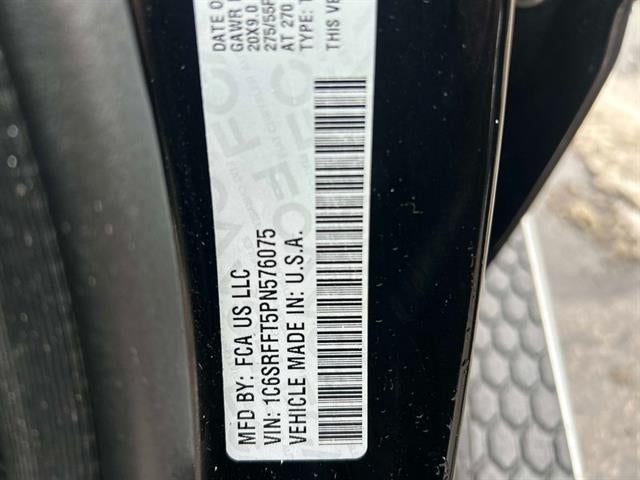 DATE O
GAWR
20X9.0
275/55R
AT 270
TYPE: T
THIS VE
MFD BY: FCA US LLC
VIN: 1C6SRFFT5PN576075
VEHICLE MADE IN: U.S.A.